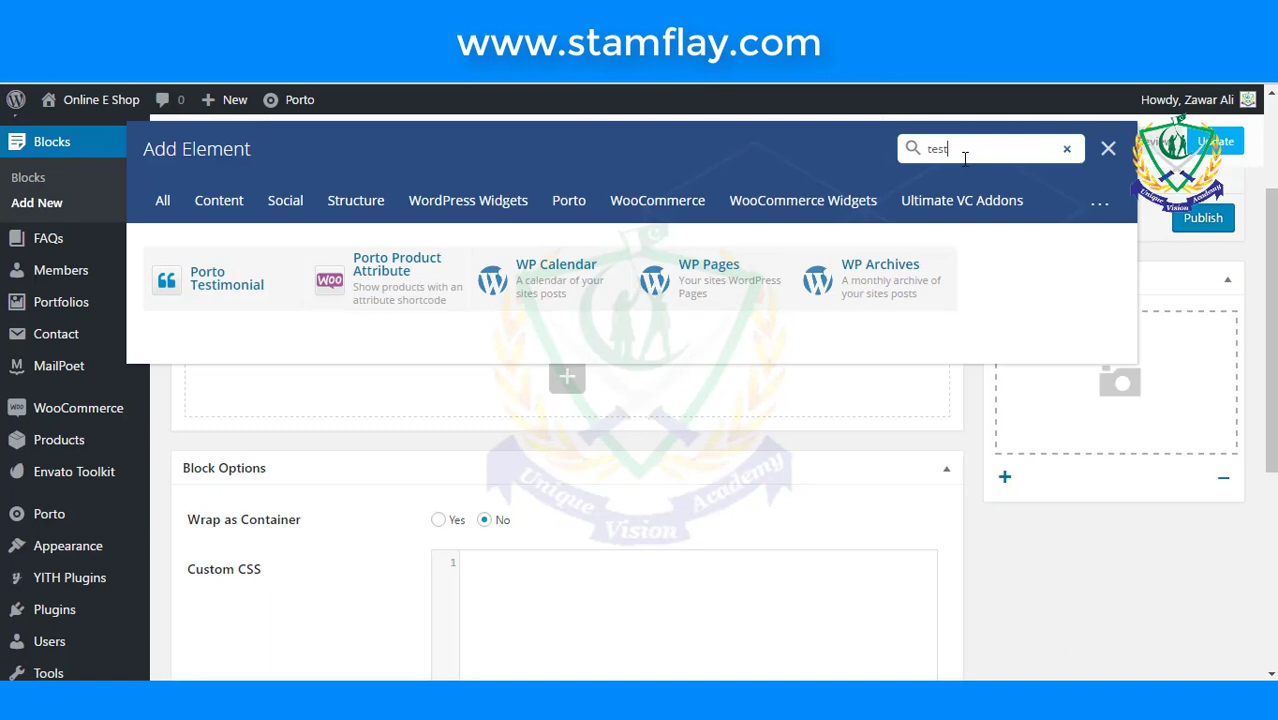 www.stamflay.com
Online E Shop 0 New Porto Howdy, Zawar Ali
Blocks
Blocks
Add New
FAQs
Members
Portfolios
Contact
MailPoet
WooCommerce
Products
Envato Toolkit
Porto
Appearance
YITH Plugins
Plugins
Users
Tools
Add Element
test
All Content Social Structure WordPress Widgets Porto WooCommerce WooCommerce Widgets Ultimate VC Addons ...
Porto
Testimonial
Porto Product
Attribute
Show products with an
attribute shortcode
WP Calendar
A calendar of your
sites posts
WP Pages
Your sites WordPress
Pages
WP Archives
A monthly archive of
your sites posts
Publish
Block Options
Wrap as Container Yes No
Custom CSS
1
Unique Vision Academy